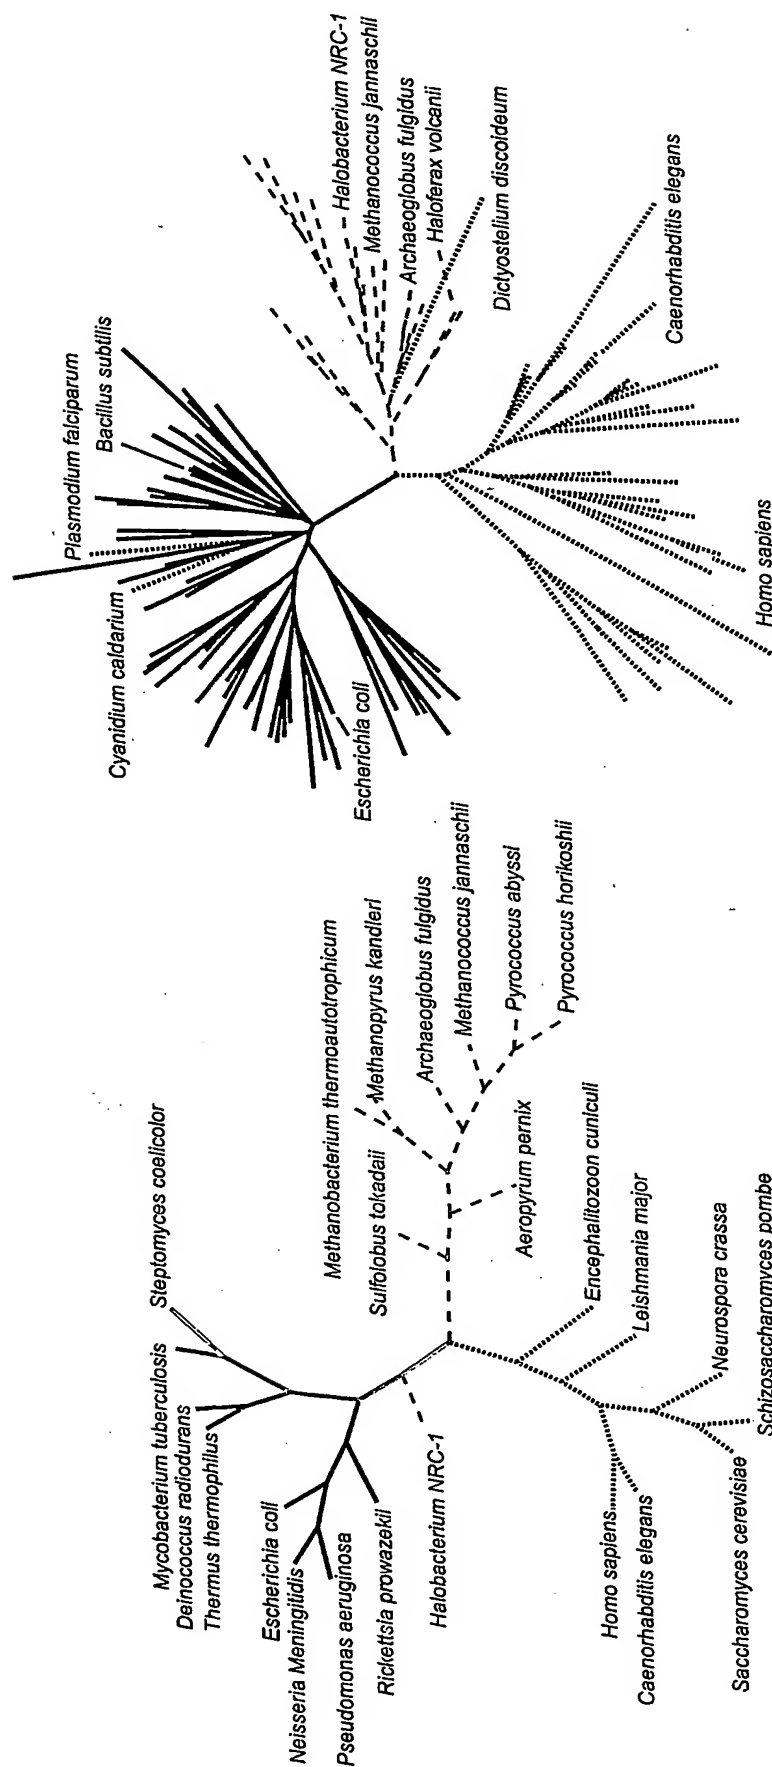 Steptomyces coelicolor
Mycobacterium tuberculosis
Deinococcus radiodurans
Thermus thermophilus
Escherichia coli
Neisseria Meningitidis
Pseudomonas aeruginosa
Rickettsia prowazekii
Halobacterium NRC-1
Methanobacterium thermoautotrophicum
Methanopyrus kandleri
Sulfolobus tokadaii
Archaeoglobus fulgidus
Methanococcus jannaschii
Pyrococcus abyssi
Pyrococcus horikoshii
Aeropyrum pernix
Encephalitozoon cuniculi
Leishmania major
Homo sapiens
Caenorhabditis elegans
Neurospora crassa
Saccharomyces cerevisiae
Schizosaccharomyces pombe
Plasmodium falciparum
Bacillus subtilis
Cyanidium caldarium
Escherichia coli
Halobacterium NRC-1
Methanococcus jannaschii
Archaeoglobus fulgidus
Haloferax volcanii
Dictyostelium discoideum
Caenorhabditis elegans
Homo sapiens